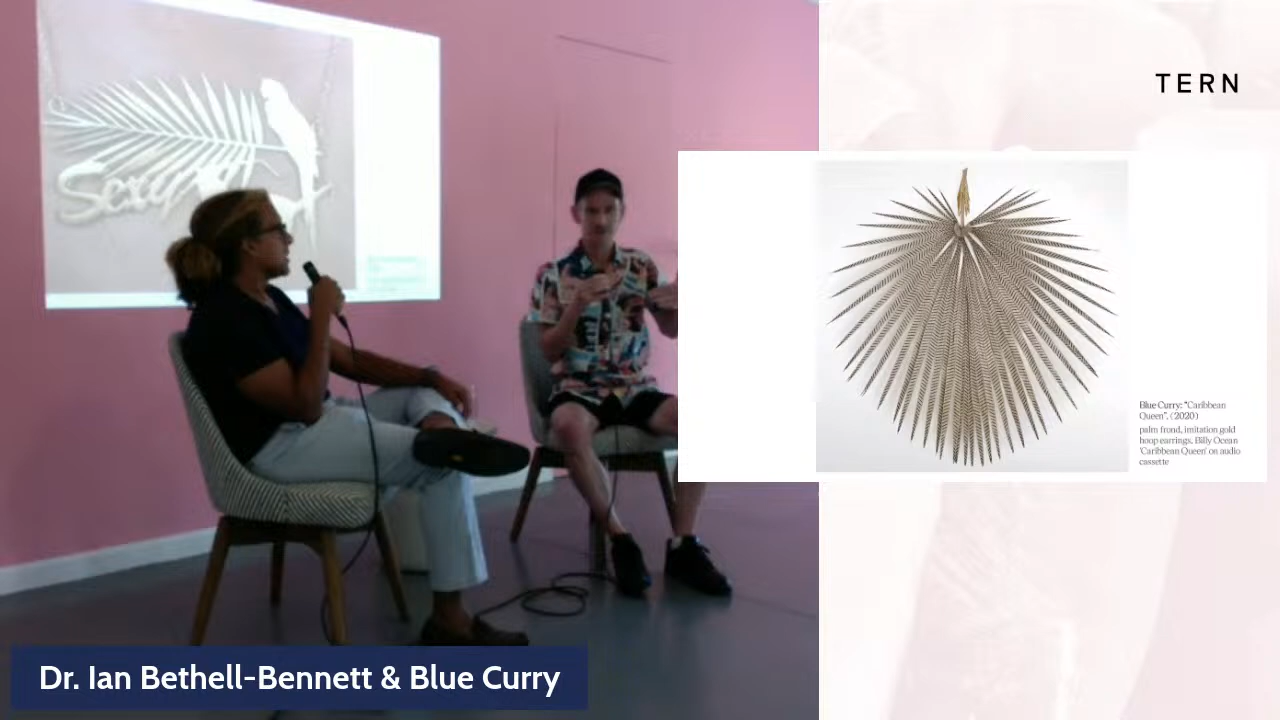 TERN
Sexy
Blue Curry: "Caribbean
Queen", (2020)
palm frond, imitation gold
hoop earrings, Billy Ocean
'Caribbean Queen' on audio
cassette
Dr. Ian Bethell-Bennett & Blue Curry